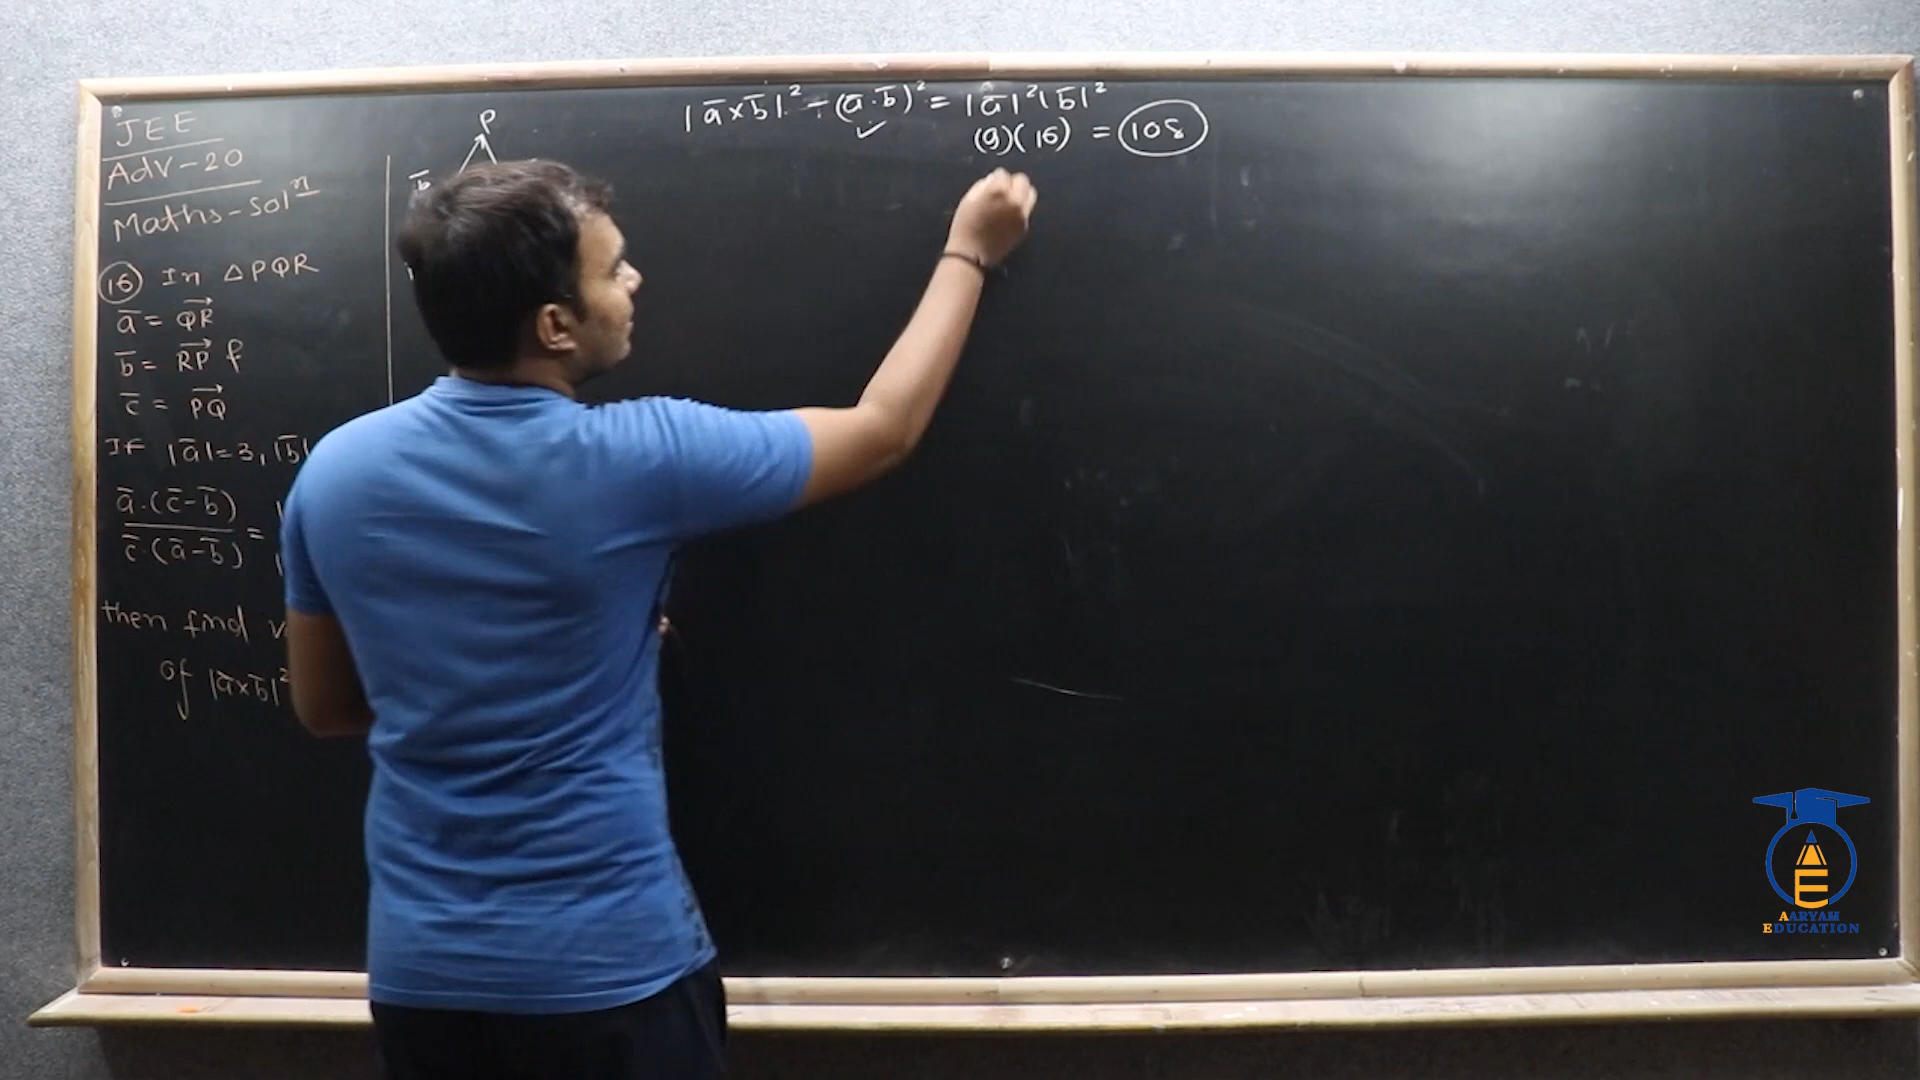 JEE
Adv-20
Maths-Solⁿ
(16) In △PQR
a̅ = QR⃗
b̅ = RP⃗ f
c̅ = PQ⃗
If |a̅|=3, |b̅|
a̅·(c̅-b̅)
c̅·(a̅-b̅) =
then find
of |a̅×b̅|²
P
b̅
|a̅×b̅|² - (a̅·b̅)² = |a̅|²|b̅|²
✓
(9)(16) = 108
AARYAM
EDUCATION